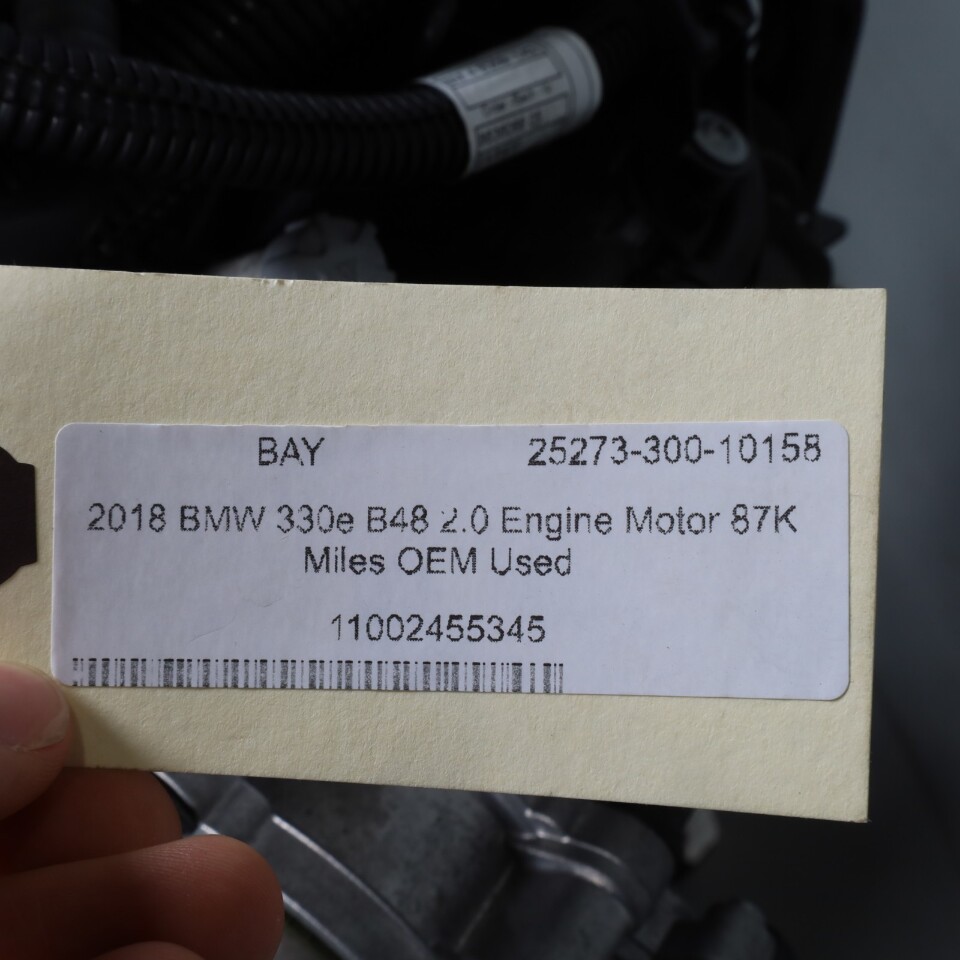 BAY 25273-300-10158
2018 BMW 330e B48 2.0 Engine Motor 87K
Miles OEM Used
11002455345